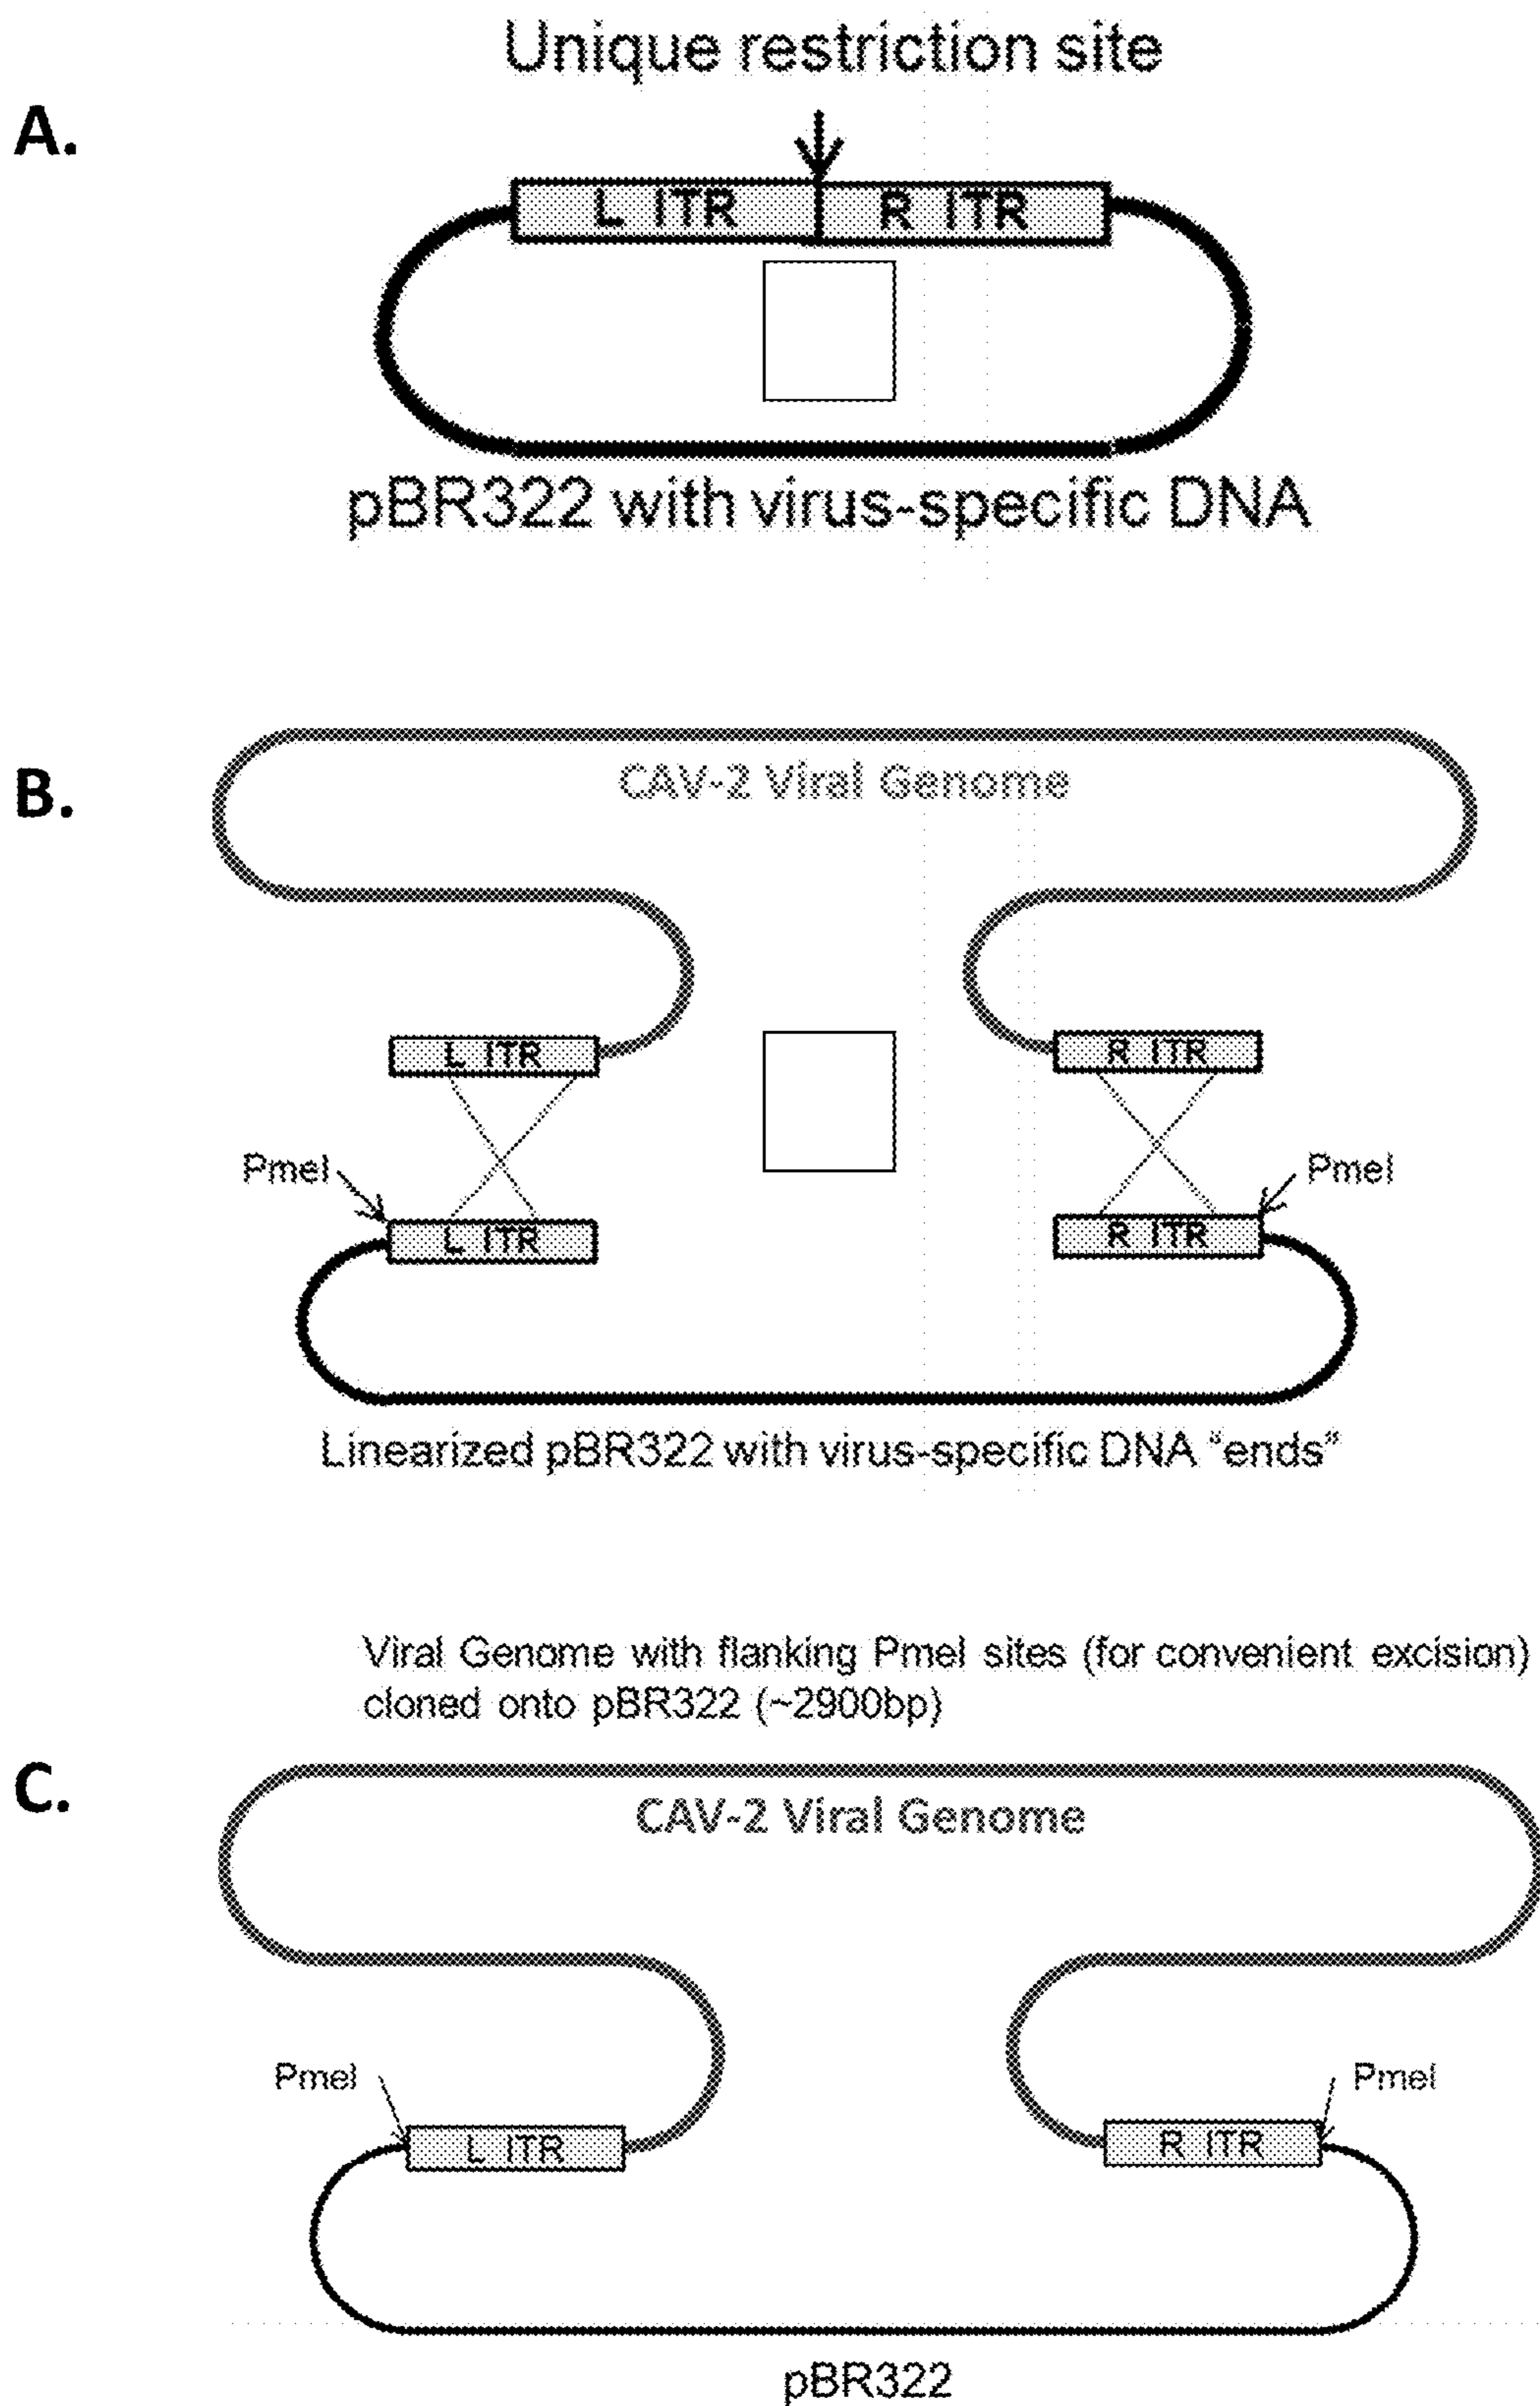 Unique restriction site
A.
L ITR
R ITR
pBR322 with virus-specific DNA
B.
CAV-2 Viral Genome
L ITR
R ITR
PmeI
PmeI
L ITR
R ITR
Linearized pBR322 with virus-specific DNA “ends”
Viral Genome with flanking PmeI sites (for convenient excision)
cloned onto pBR322 (~2900bp)
C.
CAV-2 Viral Genome
PmeI
PmeI
L ITR
R ITR
pBR322